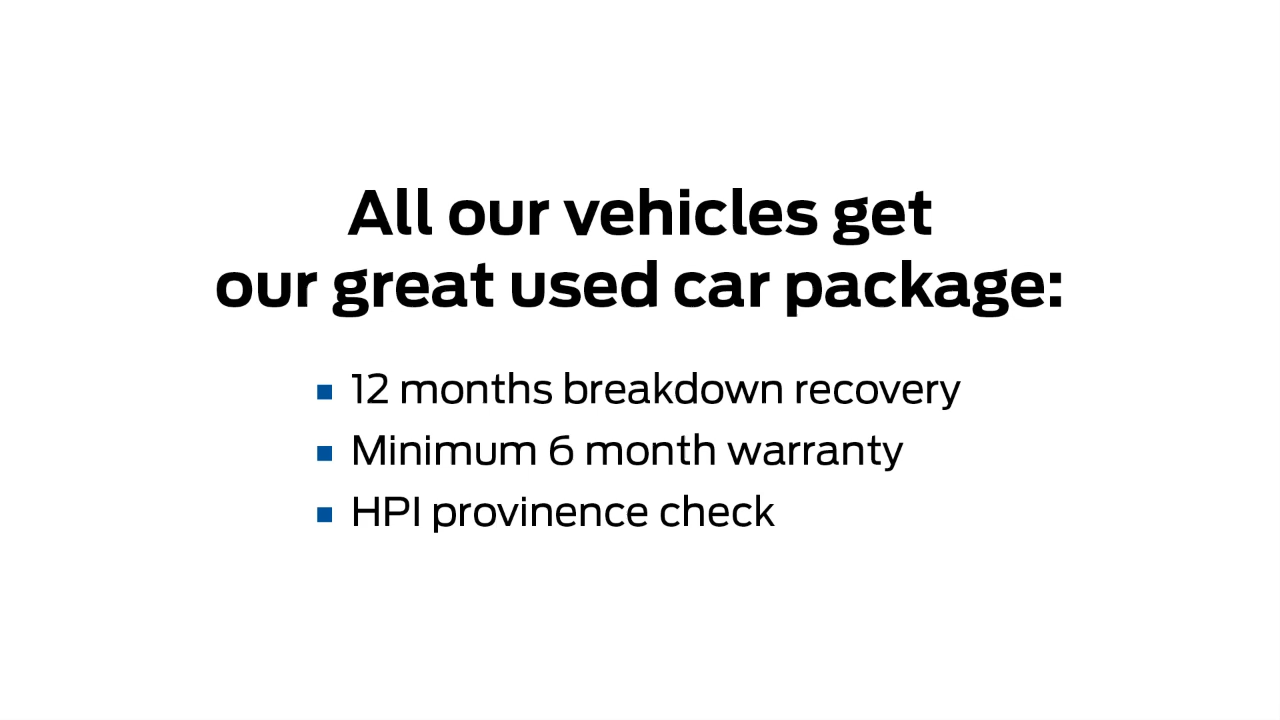 All our vehicles get
our great used car package:
12 months breakdown recovery
Minimum 6 month warranty
HPI provinence check